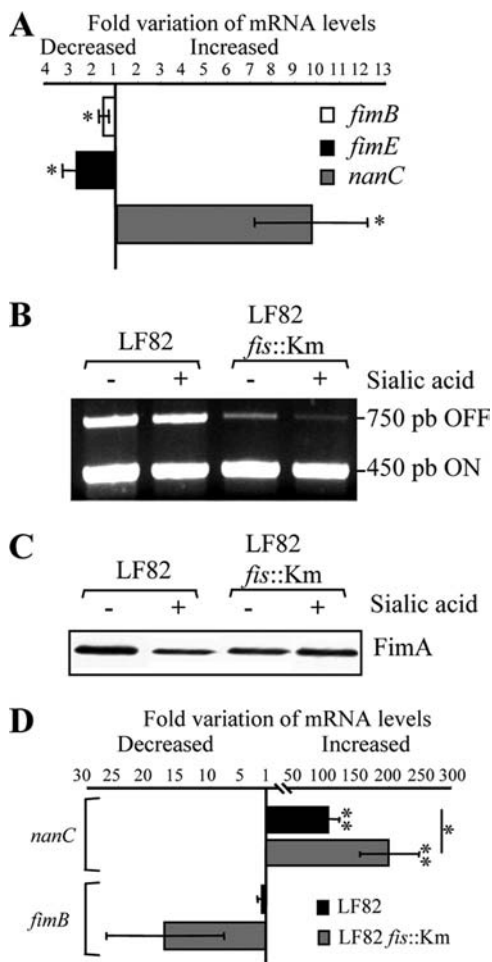 A
Fold variation of mRNA levels
Decreased Increased
4 3 2 1 2 3 4 5 6 7 8 9 10 11 12 13
*
*
*
fimB
fimE
nanC
B
LF82
LF82
fis::Km
- + - + Sialic acid
750 pb OFF
450 pb ON
C
LF82
LF82
fis::Km
- + - + Sialic acid
FimA
D
Fold variation of mRNA levels
Decreased Increased
30 25 20 15 10 5 1 50 100 150 200 250 300
nanC
**
*
**
fimB
LF82
LF82 fis::Km